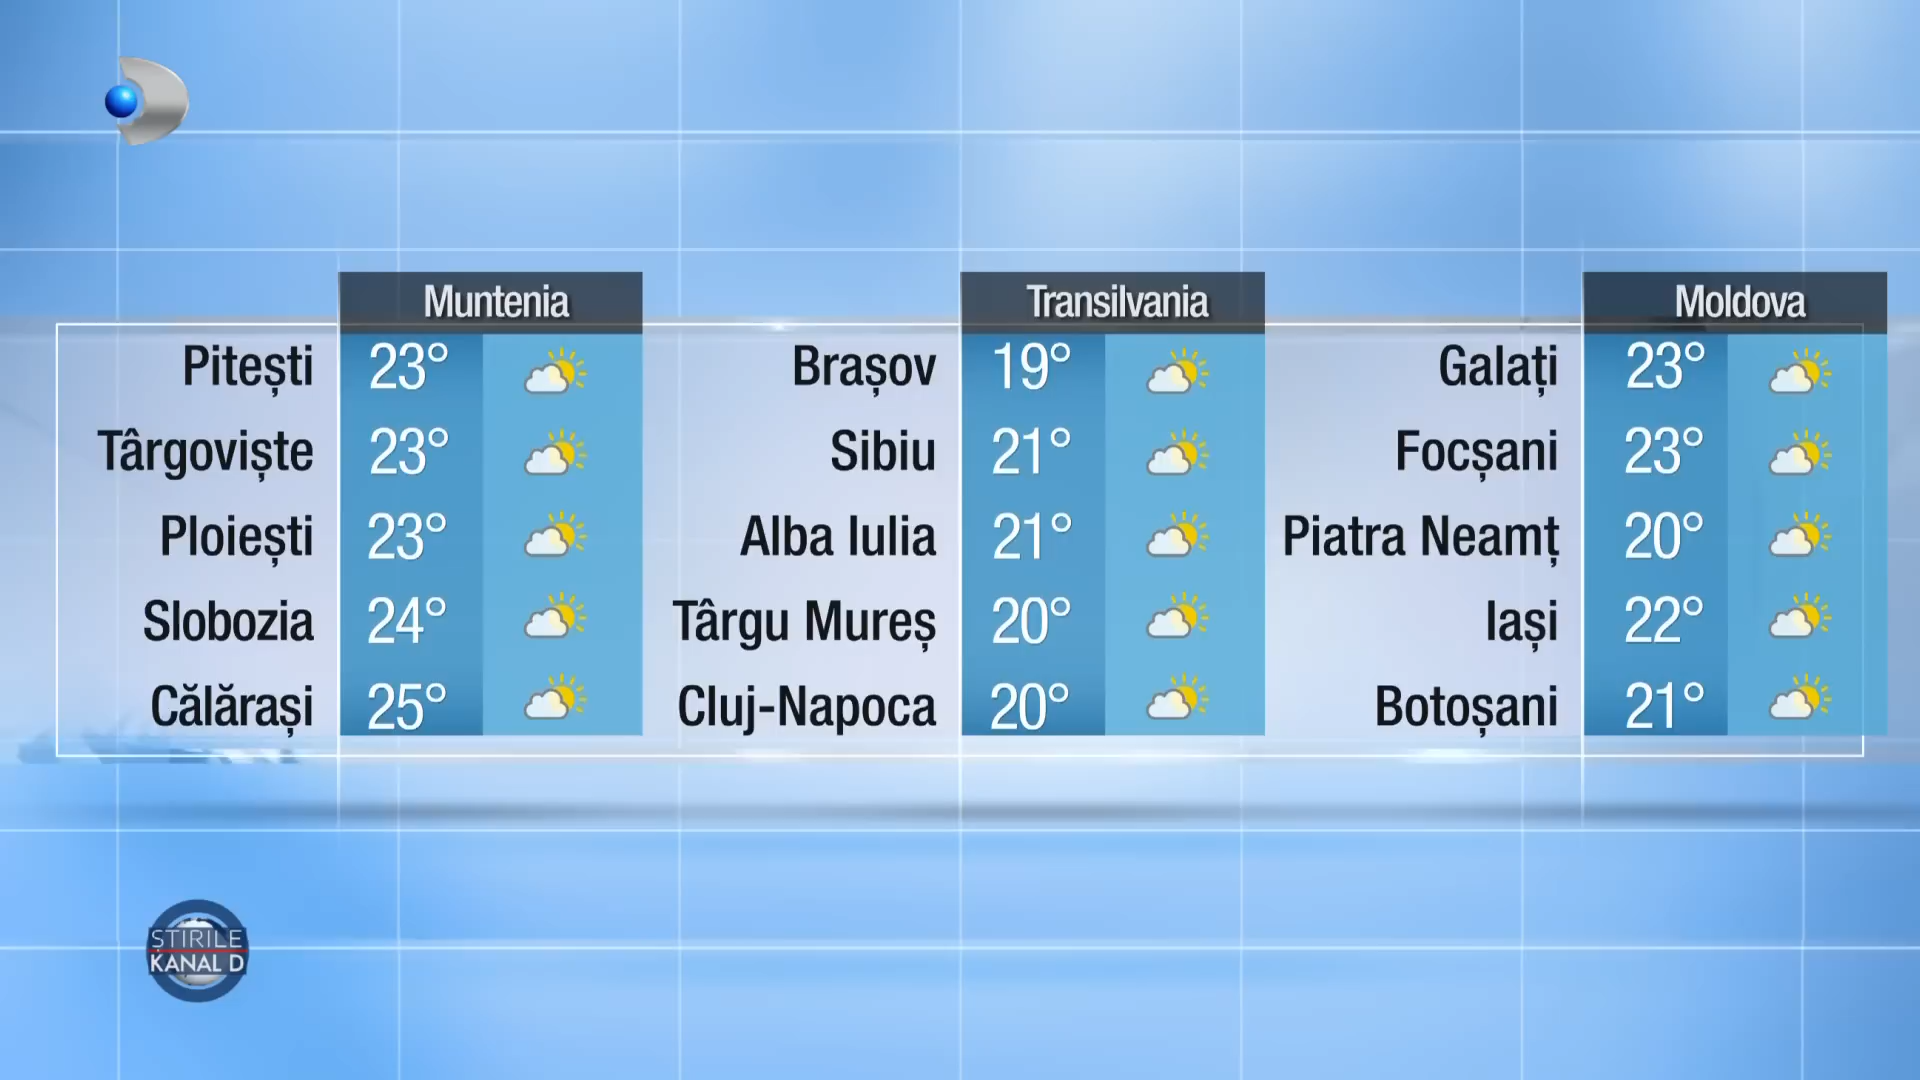 Muntenia
Pitești 23°
Târgoviște 23°
Ploiești 23°
Slobozia 24°
Călărași 25°
Transilvania
Brașov 19°
Sibiu 21°
Alba Iulia 21°
Târgu Mureș 20°
Cluj-Napoca 20°
Moldova
Galați 23°
Focșani 23°
Piatra Neamț 20°
Iași 22°
Botoșani 21°
ȘTIRILE
KANAL D